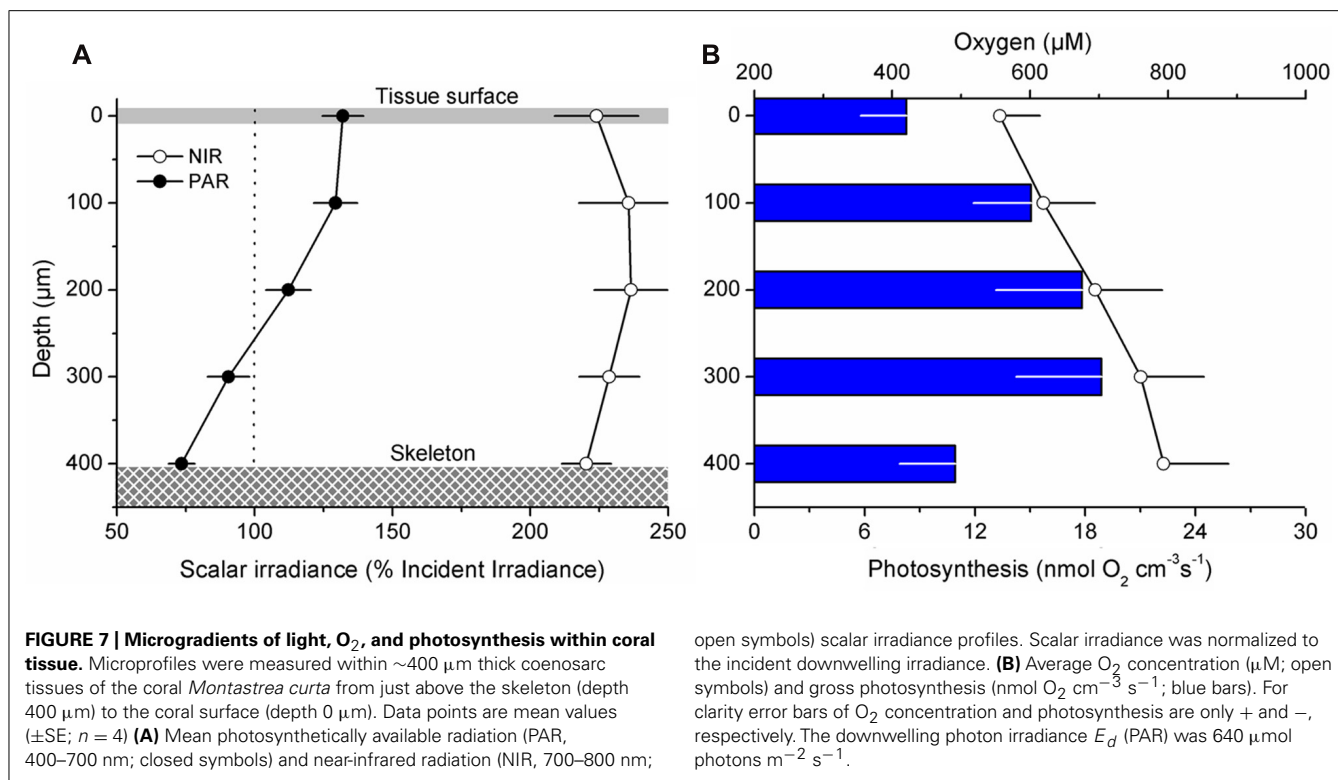 A
Tissue surface
0
NIR
PAR
100
200
300
Skeleton
400
Depth (µm)
50 100 150 200 250
Scalar irradiance (% Incident Irradiance)
B
Oxygen (µM)
200 400 600 800 1000
0
100
200
300
400
0 6 12 18 24 30
Photosynthesis (nmol O2 cm-3s-1)
FIGURE 7 | Microgradients of light, O2, and photosynthesis within coral
tissue. Microprofiles were measured within ∼400 µm thick coenosarc
tissues of the coral Montastrea curta from just above the skeleton (depth
400 µm) to the coral surface (depth 0 µm). Data points are mean values
(±SE; n = 4) (A) Mean photosynthetically available radiation (PAR,
400–700 nm; closed symbols) and near-infrared radiation (NIR, 700–800 nm;
open symbols) scalar irradiance profiles. Scalar irradiance was normalized to
the incident downwelling irradiance. (B) Average O2 concentration (µM; open
symbols) and gross photosynthesis (nmol O2 cm−3 s−1; blue bars). For
clarity error bars of O2 concentration and photosynthesis are only + and −,
respectively. The downwelling photon irradiance Ed (PAR) was 640 µmol
photons m−2 s−1.